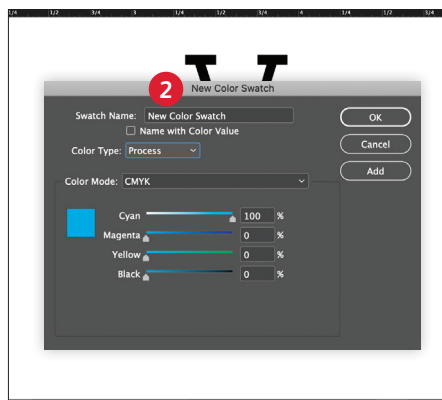 1/4 1/2 3/4 3 1/4 1/2 3/4 4 1/4 1/2 3/4
2
New Color Swatch
Swatch Name: New Color Swatch
Name with Color Value
Color Type: Process
OK
Cancel
Add
Color Mode: CMYK
Cyan 100 %
Magenta 0 %
Yellow 0 %
Black 0 %